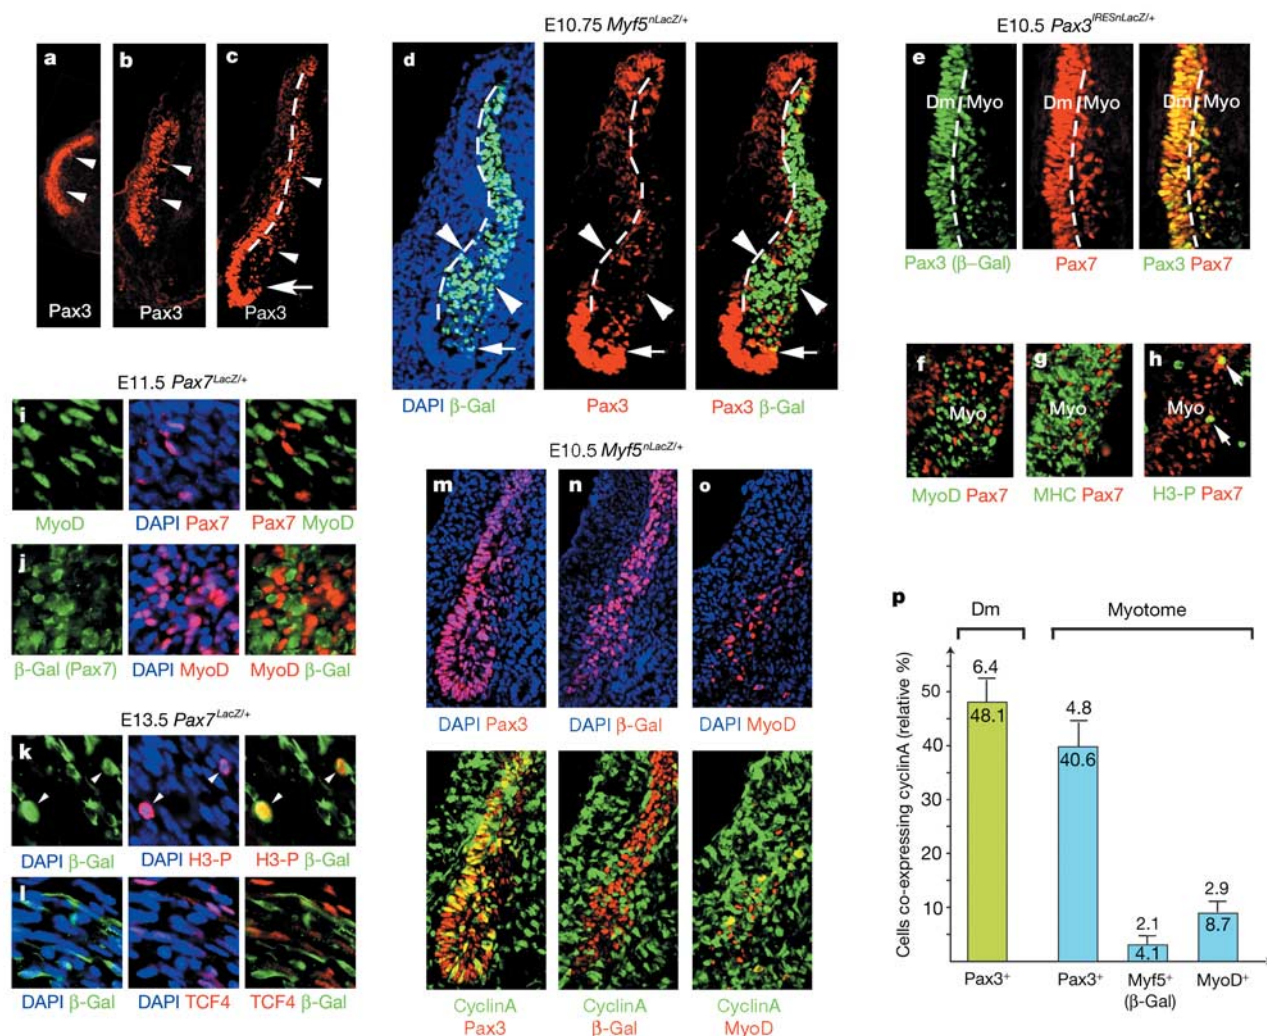 E10.75 Myf5nLacZ/+
E10.5 Pax3IRESnLacZ/+
a
b
c
Pax3
Pax3
Pax3
d
DAPI β-Gal
Pax3
Pax3 β-Gal
e
Dm Myo
Dm Myo
Myo
Pax3 (β–Gal)
Pax7
Pax3 Pax7
f
Myo
MyoD Pax7
g
Myo
MHC Pax7
h
H3-P Pax7
E11.5 Pax7LacZ/+
i
MyoD
DAPI Pax7
Pax7 MyoD
j
β-Gal (Pax7)
DAPI MyoD
MyoD β-Gal
E13.5 Pax7LacZ/+
k
DAPI β-Gal
DAPI H3-P
H3-P β-Gal
l
DAPI β-Gal
DAPI TCF4
TCF4 β-Gal
E10.5 Myf5nLacZ/+
m
n
o
DAPI Pax3
DAPI β-Gal
DAPI MyoD
CyclinA
Pax3
CyclinA
β-Gal
CyclinA
MyoD
p
Dm
Myotome
Cells co-expressing cyclinA (relative %)
50
40
30
20
10
6.4
48.1
4.8
40.6
2.1
4.1
2.9
8.7
Pax3+
Pax3+
Myf5+
(β-Gal)
MyoD+